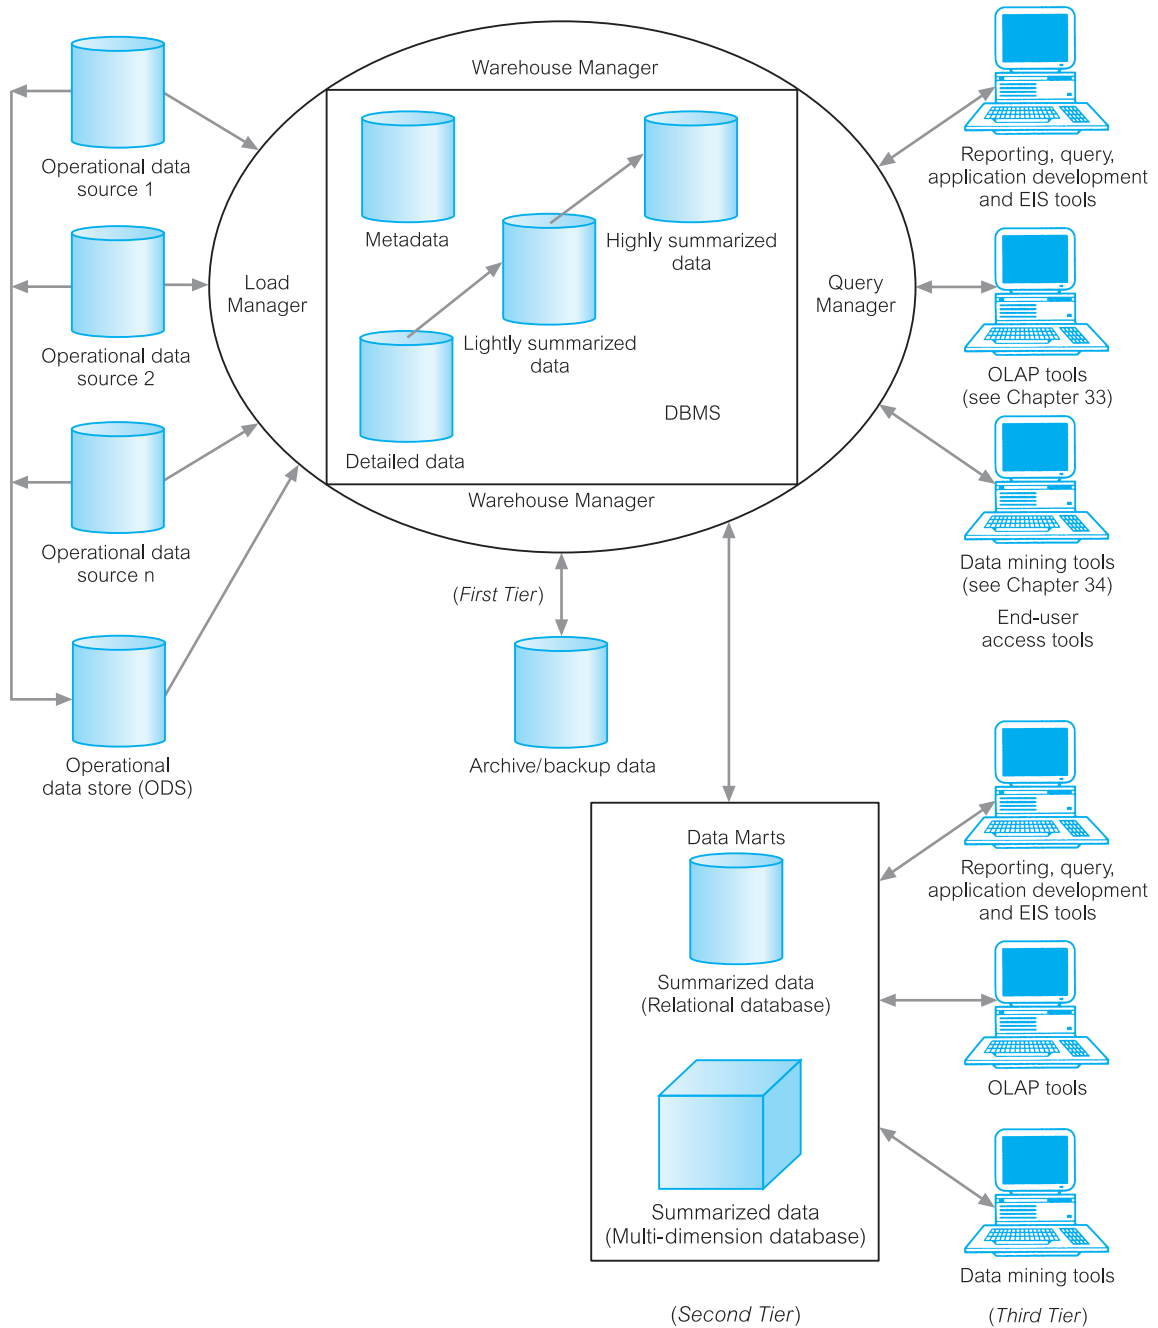 Warehouse Manager
Operational data
source 1
Metadata
Highly summarized
data
Reporting, query,
application development
and EIS tools
Load
Manager
Query
Manager
Operational data
source 2
Lightly summarized
data
OLAP tools
(see Chapter 33)
DBMS
Detailed data
Warehouse Manager
Operational data
source n
Data mining tools
(see Chapter 34)
End-user
access tools
(First Tier)
Operational
data store (ODS)
Archive/backup data
Data Marts
Reporting, query,
application development
and EIS tools
Summarized data
(Relational database)
OLAP tools
Summarized data
(Multi-dimension database)
Data mining tools
(Second Tier)
(Third Tier)